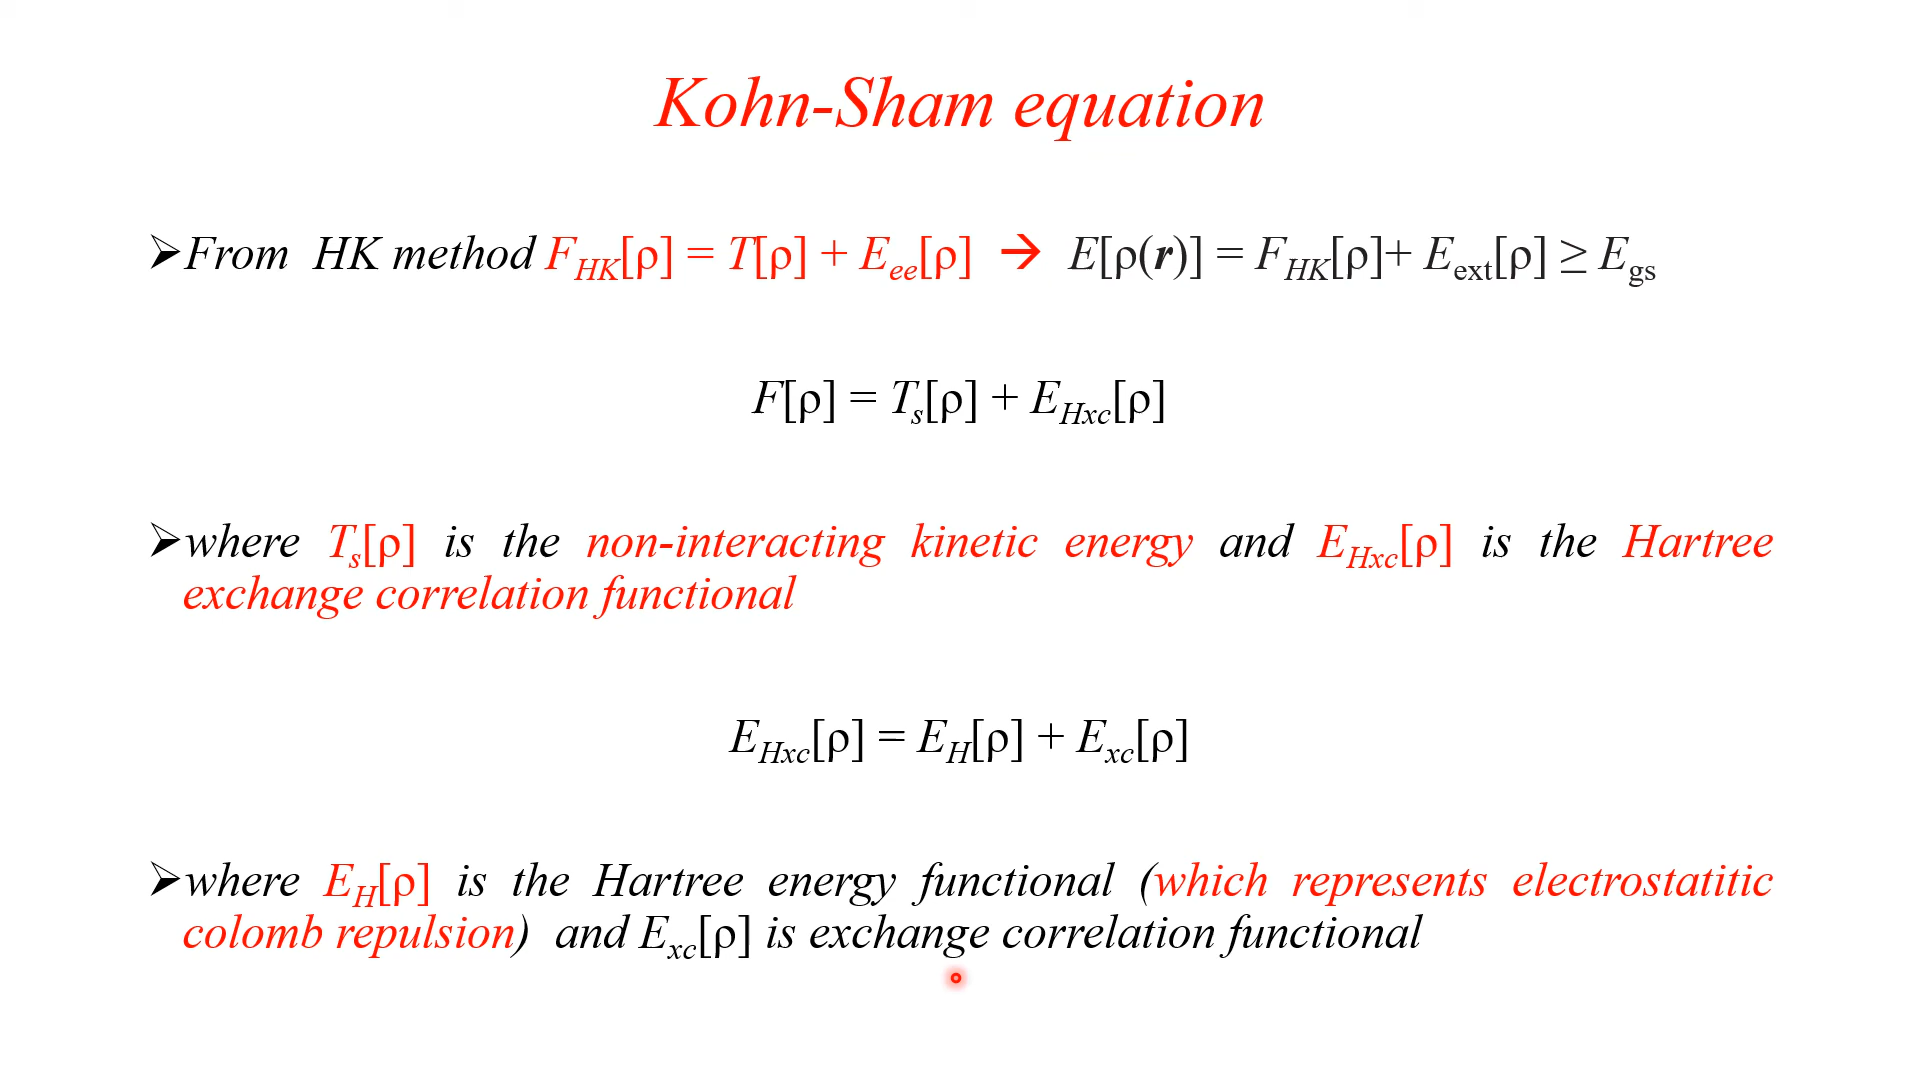 Kohn-Sham equation
➢From HK method F_HK[ρ] = T[ρ] + E_ee[ρ] → E[ρ(r)] = F_HK[ρ]+ E_ext[ρ] ≥ E_gs
F[ρ] = T_s[ρ] + E_Hxc[ρ]
➢where T_s[ρ] is the non-interacting kinetic energy and E_Hxc[ρ] is the Hartree
exchange correlation functional
E_Hxc[ρ] = E_H[ρ] + E_xc[ρ]
➢where E_H[ρ] is the Hartree energy functional (which represents electrostatitic
colomb repulsion) and E_xc[ρ] is exchange correlation functional